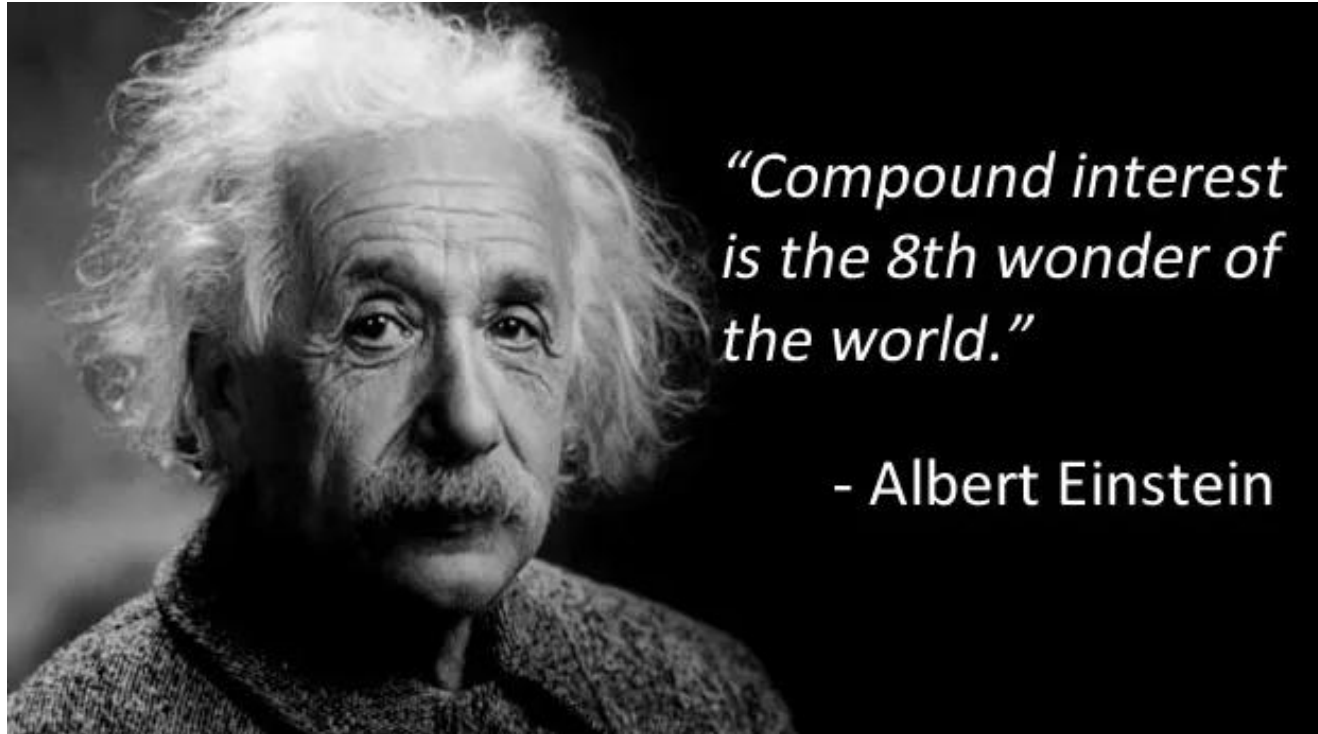 “Compound interest
is the 8th wonder of
the world.”
- Albert Einstein